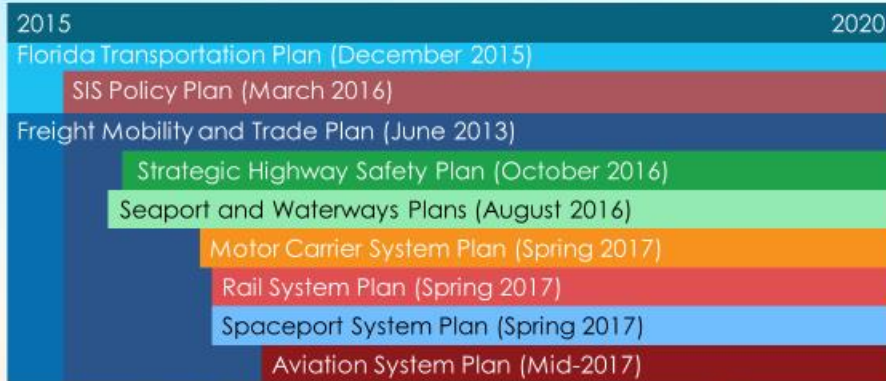 2015 2020
Florida Transportation Plan (December 2015)
SIS Policy Plan (March 2016)
Freight Mobility and Trade Plan (June 2013)
Strategic Highway Safety Plan (October 2016)
Seaport and Waterways Plans (August 2016)
Motor Carrier System Plan (Spring 2017)
Rail System Plan (Spring 2017)
Spaceport System Plan (Spring 2017)
Aviation System Plan (Mid-2017)